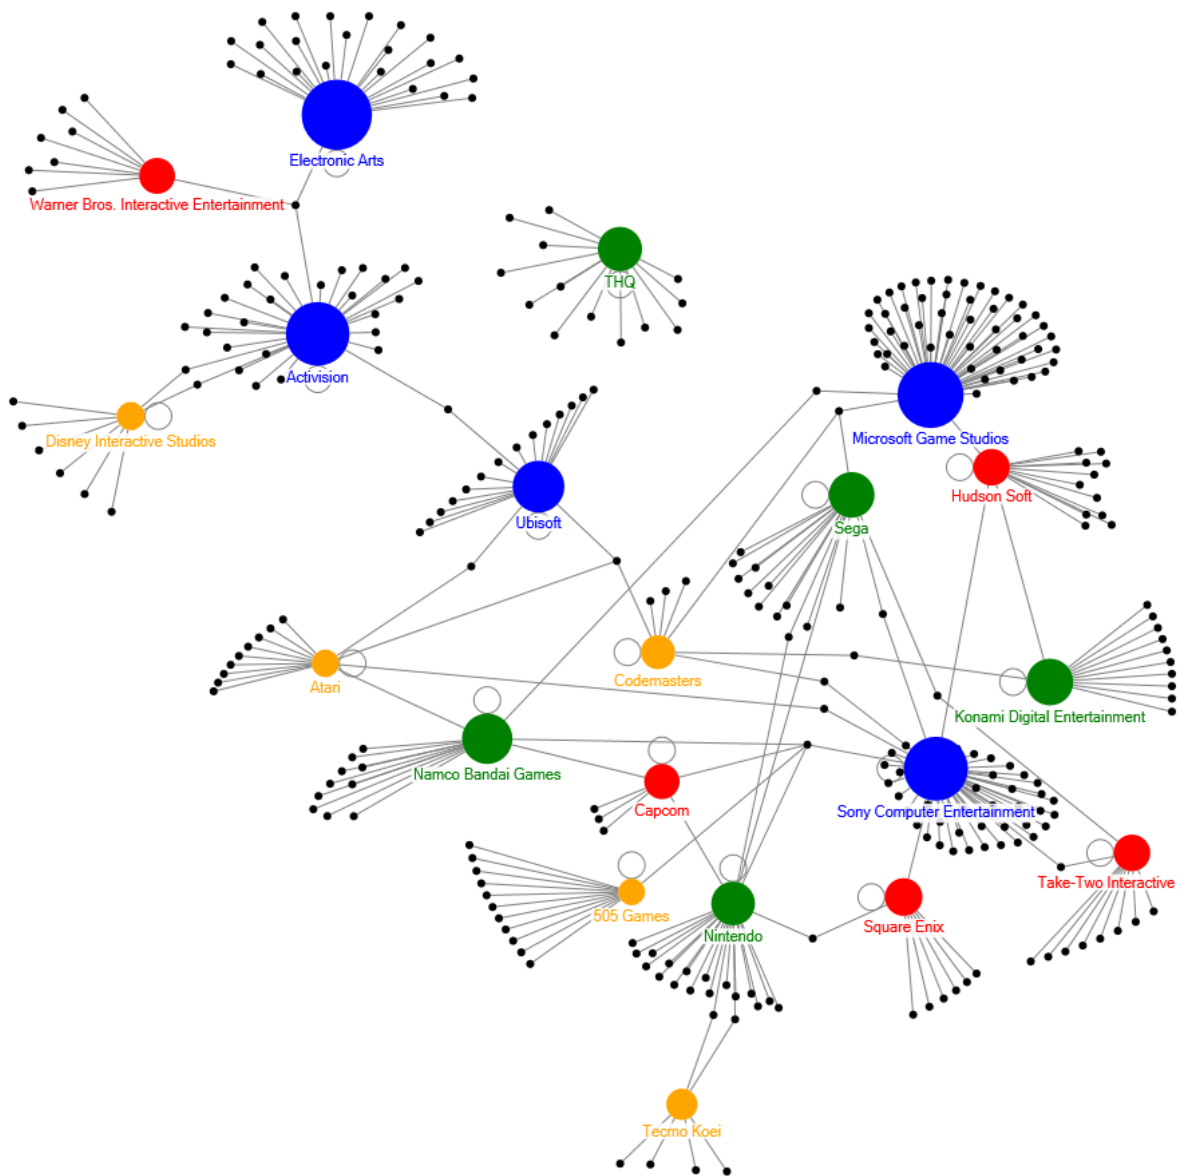 Electronic Arts
Warner Bros. Interactive Entertainment
THQ
Activision
Disney Interactive Studios
Microsoft Game Studios
Hudson Soft
Ubisoft
Sega
Codemasters
Atari
Konami Digital Entertainment
Namco Bandai Games
Capcom
Sony Computer Entertainment
Take-Two Interactive
505 Games
Square Enix
Nintendo
Tecmo Koei